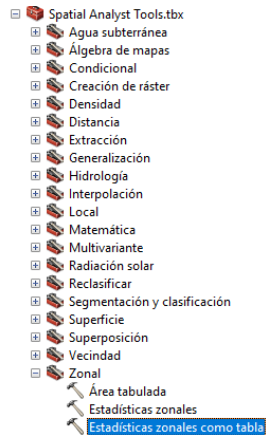 Spatial Analyst Tools.tbx
Agua subterránea
Álgebra de mapas
Condicional
Creación de ráster
Densidad
Distancia
Extracción
Generalización
Hidrología
Interpolación
Local
Matemática
Multivariante
Radiación solar
Reclasificar
Segmentación y clasificación
Superficie
Superposición
Vecindad
Zonal
Área tabulada
Estadísticas zonales
Estadísticas zonales como tabla